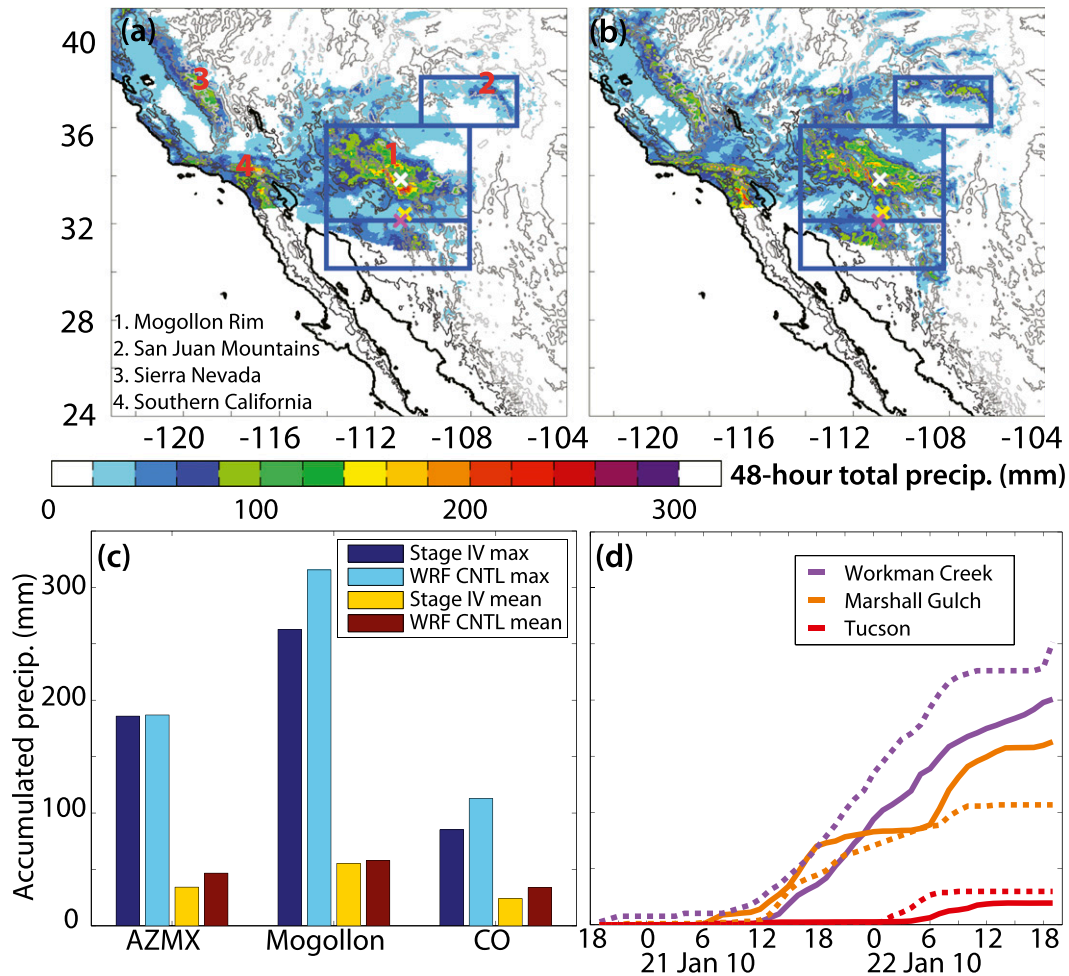 (a)
(b)
40
36
32
28
24
1
2
3
4
1. Mogollon Rim
2. San Juan Mountains
3. Sierra Nevada
4. Southern California
-120 -116 -112 -108 -104
-120 -116 -112 -108 -104
48-hour total precip. (mm)
0 100 200 300
(c)
Accumulated precip. (mm)
300
200
100
0
Stage IV max
WRF CNTL max
Stage IV mean
WRF CNTL mean
AZMX Mogollon CO
(d)
Workman Creek
Marshall Gulch
Tucson
18 0 6 12 18 0 6 12 18
21 Jan 10 22 Jan 10